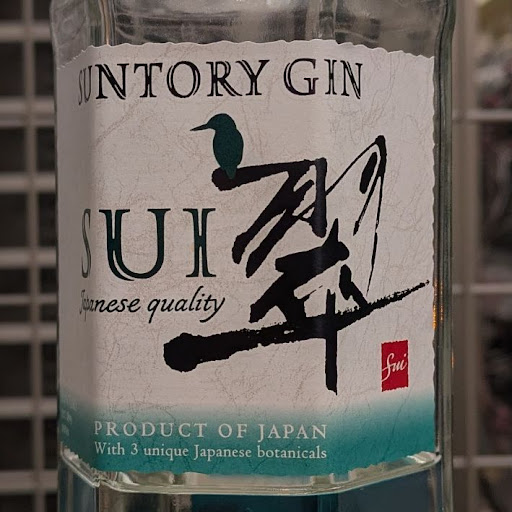 SUNTORY GIN
SUI
翠
Japanese quality
Sui
PRODUCT OF JAPAN
With 3 unique Japanese botanicals